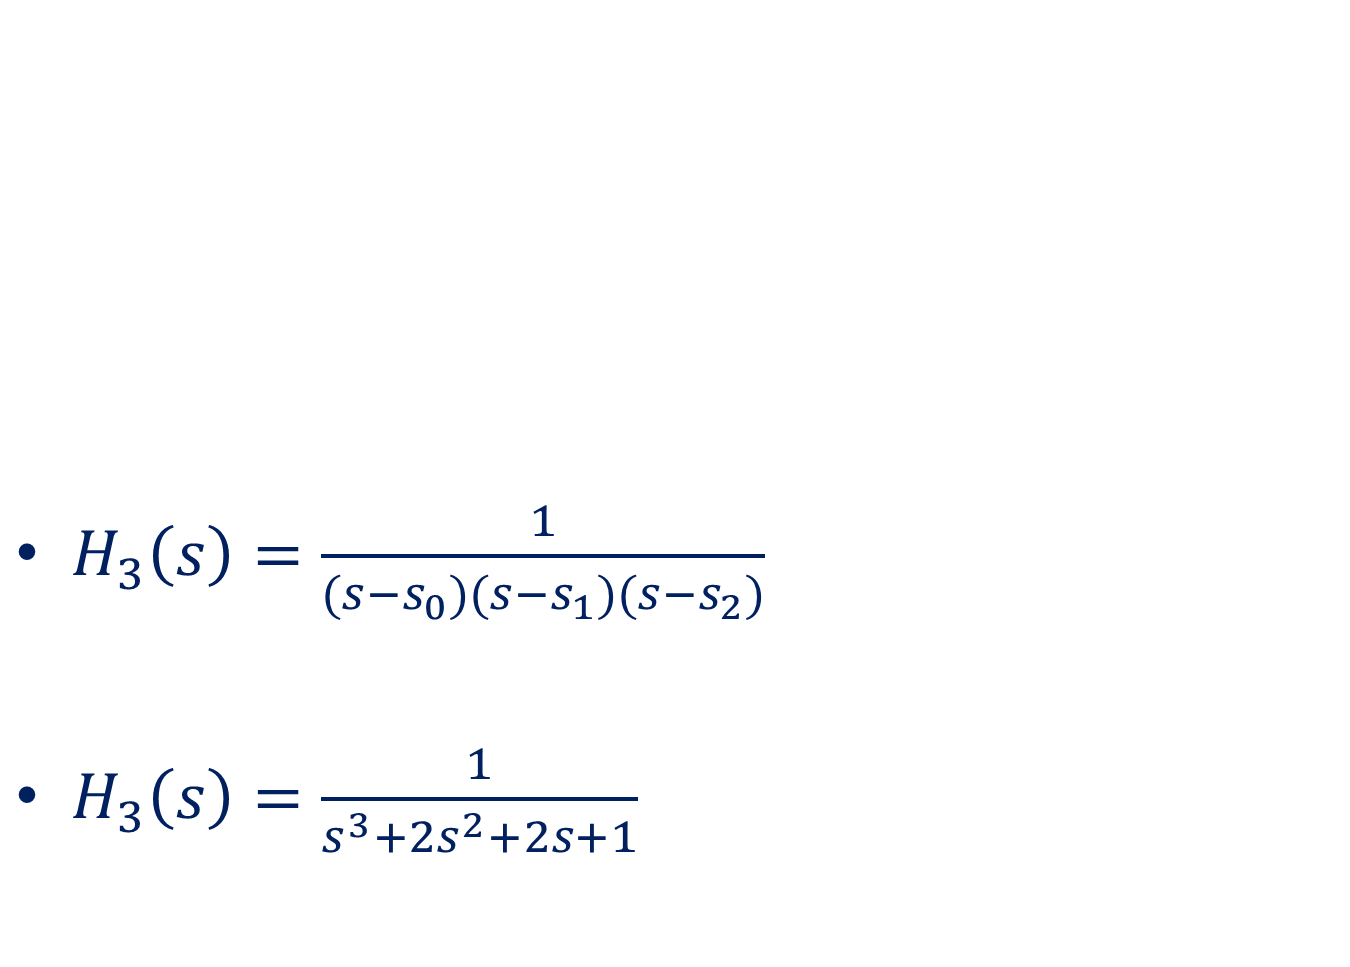 • H₃(s) = 1/((s−s₀)(s−s₁)(s−s₂))
• H₃(s) = 1/(s³+2s²+2s+1)